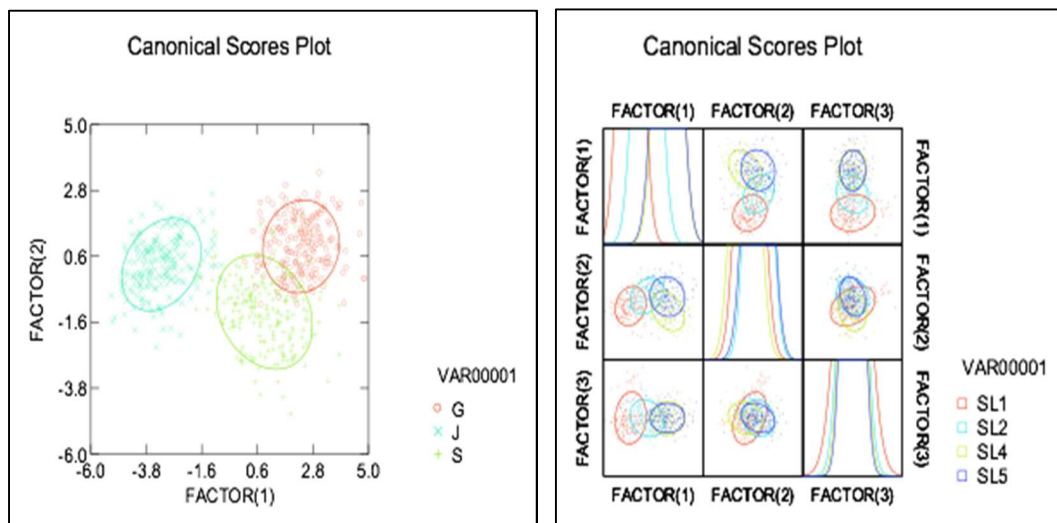 Canonical Scores Plot
5.0
2.8
0.6
-1.6
-3.8
-6.0
FACTOR(2)
-6.0 -3.8 -1.6 0.6 2.8 5.0
FACTOR(1)
VAR00001
G
J
S
Canonical Scores Plot
FACTOR(1) FACTOR(2) FACTOR(3)
FACTOR(1)
FACTOR(1)
FACTOR(2)
FACTOR(2)
FACTOR(3)
FACTOR(3)
FACTOR(1) FACTOR(2) FACTOR(3)
VAR00001
SL1
SL2
SL4
SL5